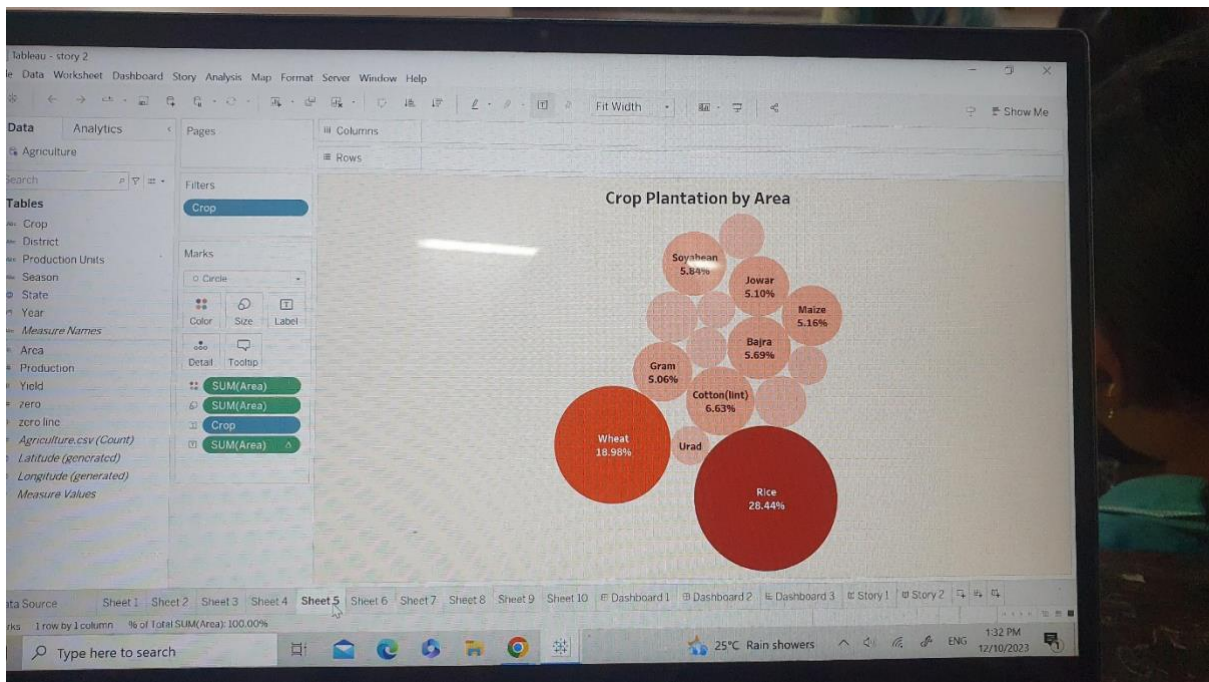 Tableau - story 2
Data Worksheet Dashboard Story Analysis Map Format Server Window Help
Fit Width
Show Me
Data Analytics
Pages
Columns
Agriculture
Rows
Search
Filters
Tables
Crop
Crop
District
Production Units
Season
State
Year
Measure Names
Area
Production
Yield
zero
zero line
Agriculture.csv (Count)
Latitude (generated)
Longitude (generated)
Measure Values
Marks
Circle
Color Size Label
Detail Tooltip
SUM(Area)
SUM(Area)
Crop
SUM(Area)
Crop Plantation by Area
Soyabean
5.84%
Jowar
5.10%
Maize
5.16%
Bajra
5.69%
Gram
5.06%
Cotton(lint)
6.63%
Wheat
18.98%
Urad
Rice
28.44%
ata Source Sheet 1 Sheet 2 Sheet 3 Sheet 4 Sheet 5 Sheet 6 Sheet 7 Sheet 8 Sheet 9 Sheet 10 Dashboard 1 Dashboard 2 Dashboard 3 Story 1 Story 2
rks 1 row by 1 column % of Total SUM(Area): 100.00%
Type here to search
25°C Rain showers
ENG
1:32 PM
12/10/2023